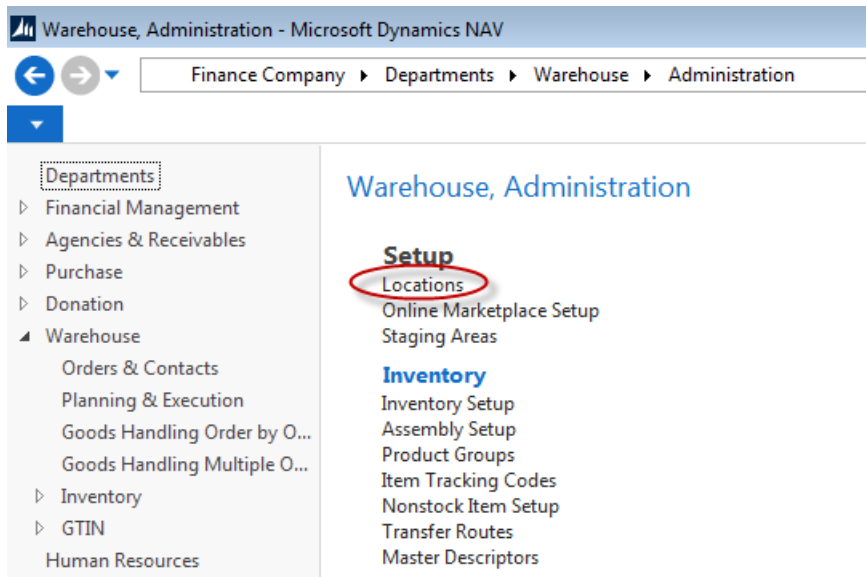 Warehouse, Administration - Microsoft Dynamics NAV
Finance Company Departments Warehouse Administration
Departments
Financial Management
Agencies & Receivables
Purchase
Donation
Warehouse
Orders & Contacts
Planning & Execution
Goods Handling Order by O...
Goods Handling Multiple O...
Inventory
GTIN
Human Resources
Warehouse, Administration
Setup
Locations
Online Marketplace Setup
Staging Areas
Inventory
Inventory Setup
Assembly Setup
Product Groups
Item Tracking Codes
Nonstock Item Setup
Transfer Routes
Master Descriptors